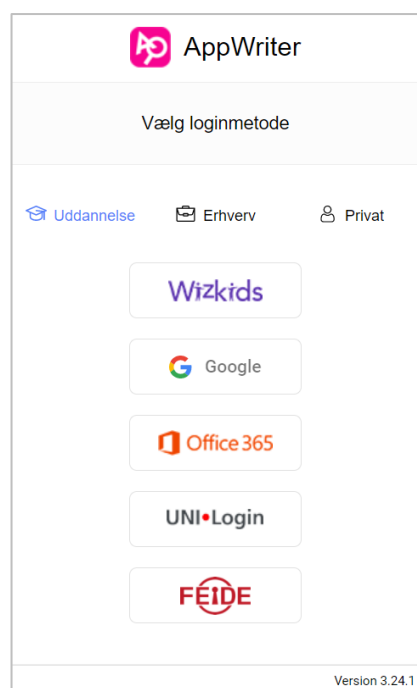 AppWriter
Vælg loginmetode
Uddannelse Erhverv Privat
Wizkids
Google
Office 365
UNI•Login
FEIDE
Version 3.24.1